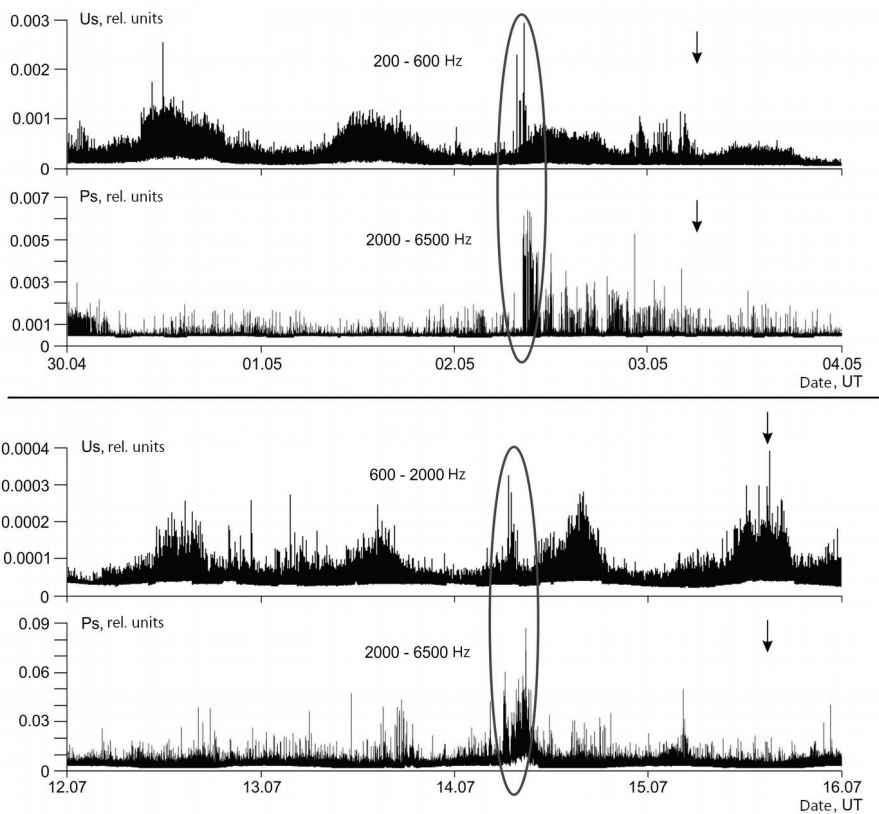 Us, rel. units
0.003
200 - 600 Hz
0.002
0.001
0
Ps, rel. units
0.007
2000 - 6500 Hz
0.005
0.003
0.001
0
30.04 01.05 02.05 03.05 04.05
Date, UT
Us, rel. units
0.0004
600 - 2000 Hz
0.0003
0.0002
0.0001
0
Ps, rel. units
0.09
2000 - 6500 Hz
0.06
0.03
0
12.07 13.07 14.07 15.07 16.07
Date, UT